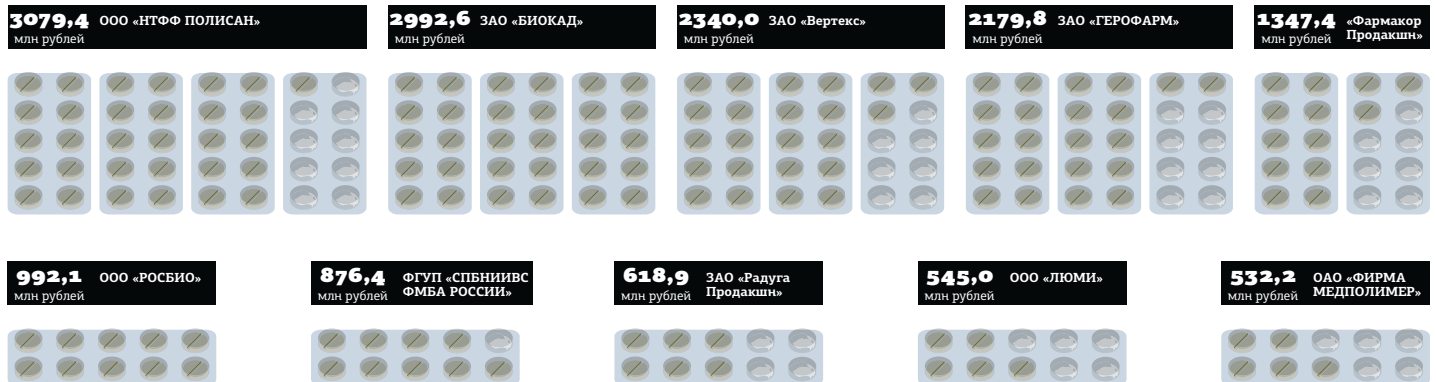 3079,4 ООО «НТФФ ПОЛИСАН»
млн рублей
2992,6 ЗАО «БИОКАД»
млн рублей
2340,0 ЗАО «Вертекс»
млн рублей
2179,8 ЗАО «ГЕРОФАРМ»
млн рублей
1347,4 «Фармакор
млн рублей Продакшн»
992,1 ООО «РОСБИО»
млн рублей
876,4 ФГУП «СПБНИИВС
млн рублей ФМБА РОССИИ»
618,9 ЗАО «Радуга
млн рублей Продакшн»
545,0 ООО «ЛЮМИ»
млн рублей
532,2 ОАО «ФИРМА
млн рублей МЕДПОЛИМЕР»